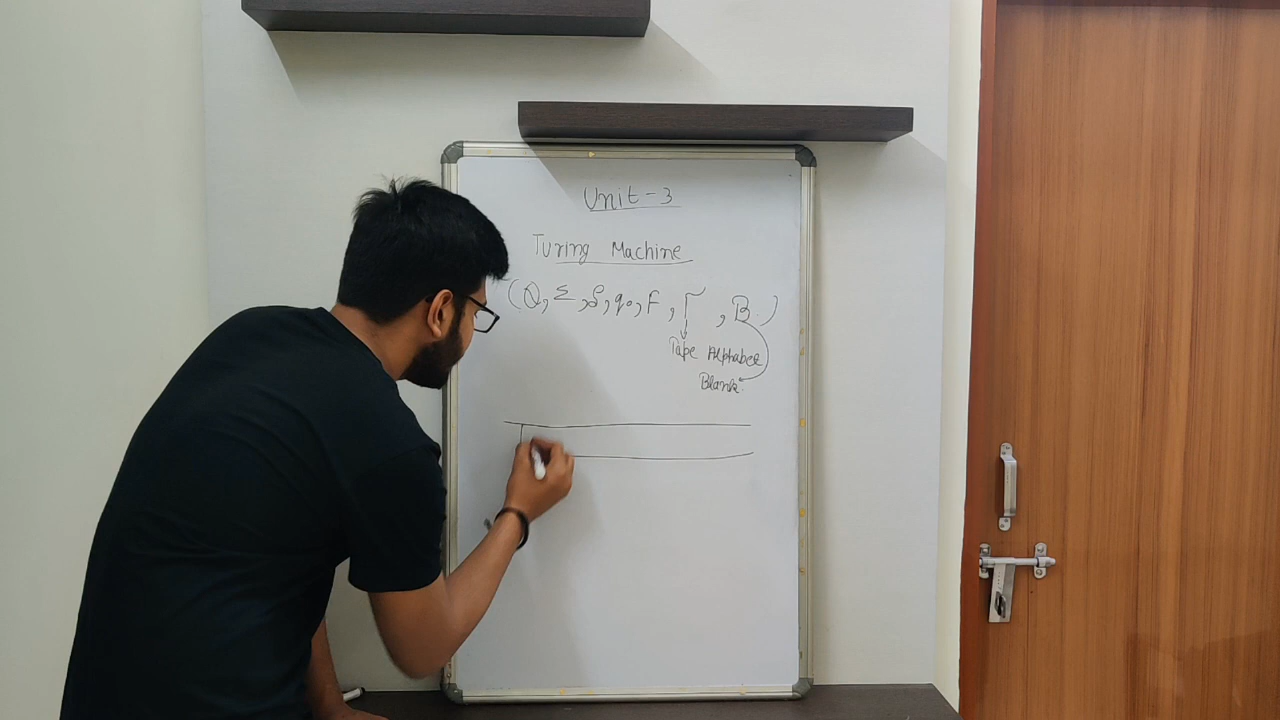 Unit-3
Turing Machine
(Q, Σ, δ, q₀, F, Γ, B.)
Tape Alphabet
Blank.